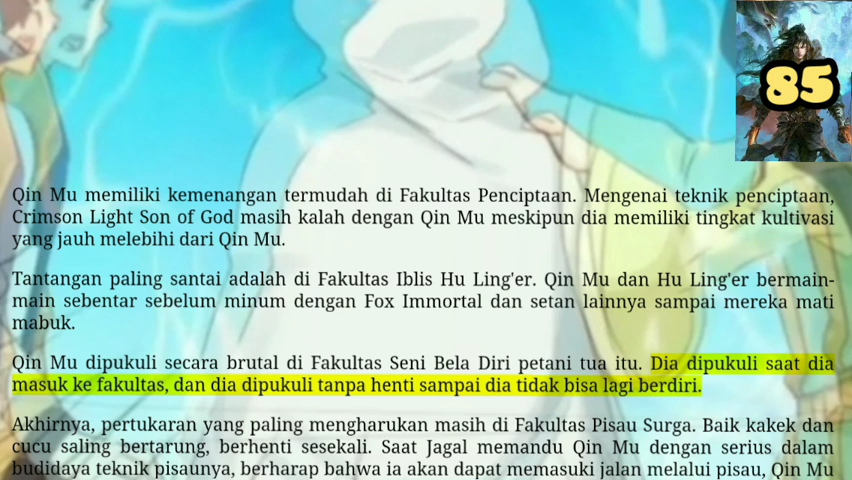 85
Qin Mu memiliki kemenangan termudah di Fakultas Penciptaan. Mengenai teknik penciptaan,
Crimson Light Son of God masih kalah dengan Qin Mu meskipun dia memiliki tingkat kultivasi
yang jauh melebihi dari Qin Mu.
Tantangan paling santai adalah di Fakultas Iblis Hu Ling'er. Qin Mu dan Hu Ling'er bermain-
main sebentar sebelum minum dengan Fox Immortal dan setan lainnya sampai mereka mati
mabuk.
Qin Mu dipukuli secara brutal di Fakultas Seni Bela Diri petani tua itu. Dia dipukuli saat dia
masuk ke fakultas, dan dia dipukuli tanpa henti sampai dia tidak bisa lagi berdiri.
Akhirnya, pertukaran yang paling mengharukan masih di Fakultas Pisau Surga. Baik kakek dan
cucu saling bertarung, berhenti sesekali. Saat Jagal memandu Qin Mu dengan serius dalam
budidaya teknik pisaunya, berharap bahwa ia akan dapat memasuki jalan melalui pisau, Qin Mu